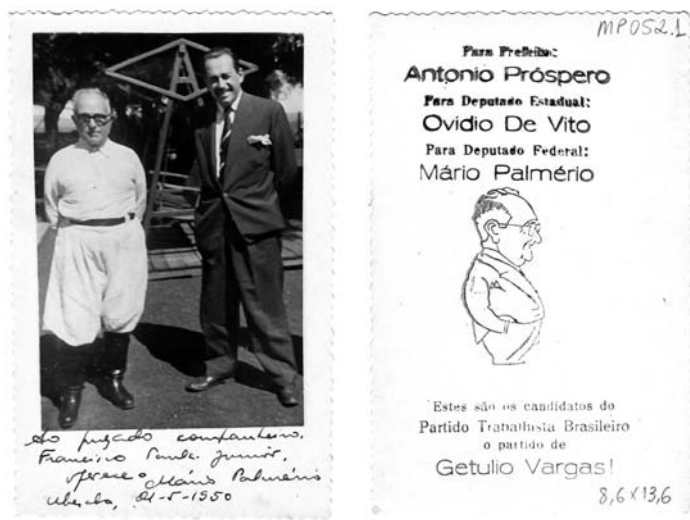 Ao prezado companheiro,
Francisco Paula Junior,
oferece o Mário Palmério
Uberaba, 21-5-1950
MP052.1
Para Prefeito:
Antonio Próspero
Para Deputado Estadual:
Ovidio De Vito
Para Deputado Federal:
Mário Palmério
Estes são os candidatos do
Partido Trabalhista Brasileiro
o partido de
Getulio Vargas!
8,6 x 13,6